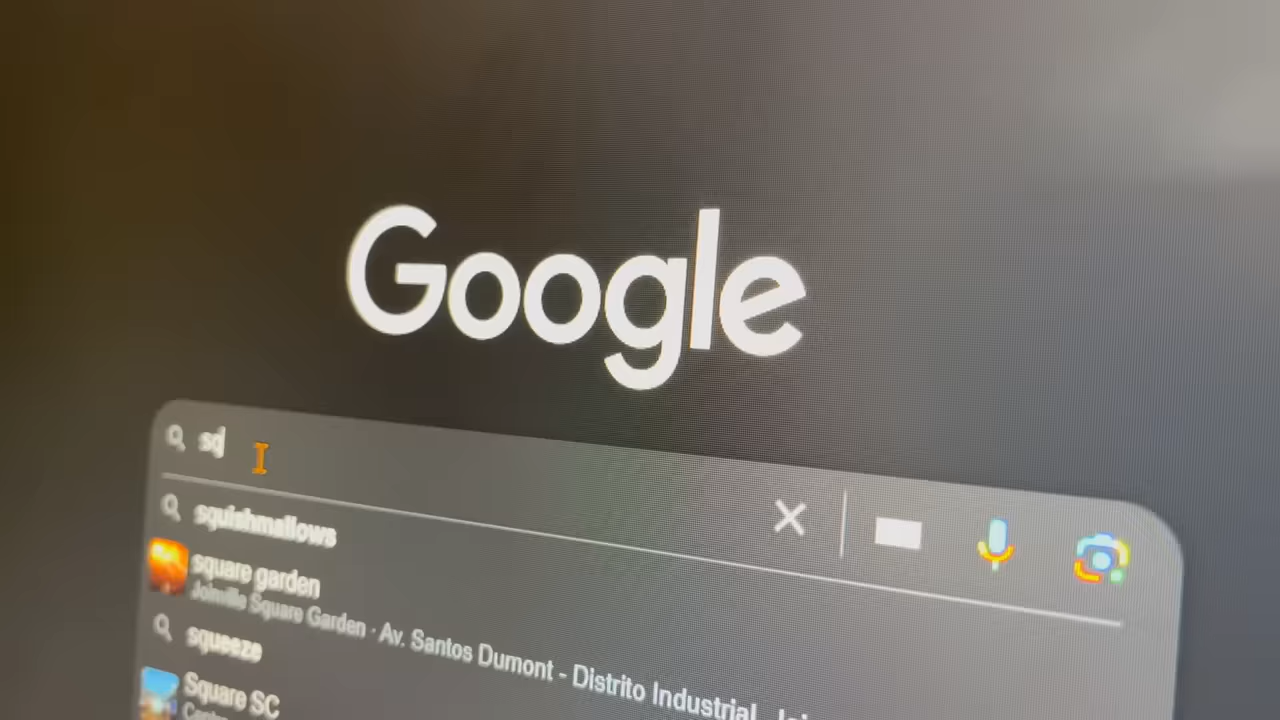 Google
sq
squishmallows
square garden
Joinville Square Garden · Av. Santos Dumont - Distrito Industrial,
squeeze
Square SC